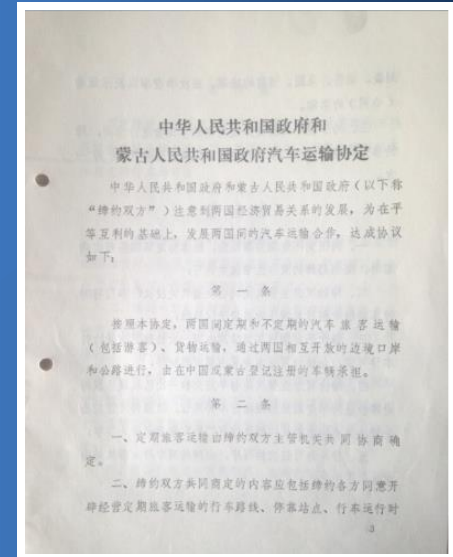 中华人民共和国政府和
蒙古人民共和国政府汽车运输协定
中华人民共和国政府和蒙古人民共和国政府（以下称
“缔约双方”）注意到两国经济贸易关系的发展，为在平
等互利的基础上，发展两国间的汽车运输合作，达成协议
如下：
第一条
按照本协定，两国间定期和不定期的汽车旅客运输
（包括游客）、货物运输，通过两国相互开放的边境口岸
和公路进行，由在中国或蒙古登记注册的车辆承担。
第二条
一、定期旅客运输由缔约双方主管机关共同协商确
定。
二、缔约双方共同商定的内容应包括缔约各方同意开
辟经营定期旅客运输的行车路线、停靠站点、行车运行时
3